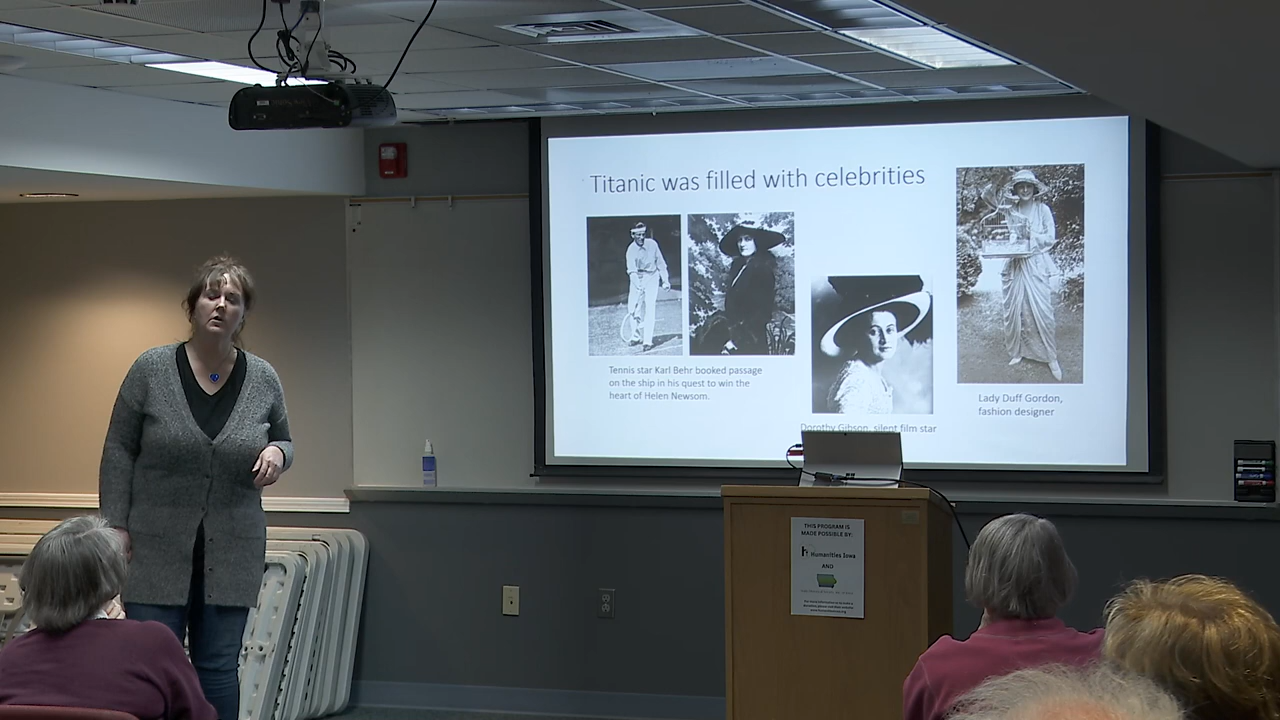 Titanic was filled with celebrities
Tennis star Karl Behr booked passage
on the ship in his quest to win the
heart of Helen Newsom.
Dorothy Gibson, silent film star
Lady Duff Gordon,
fashion designer
THIS PROGRAM IS
MADE POSSIBLE BY:
Humanities Iowa
AND